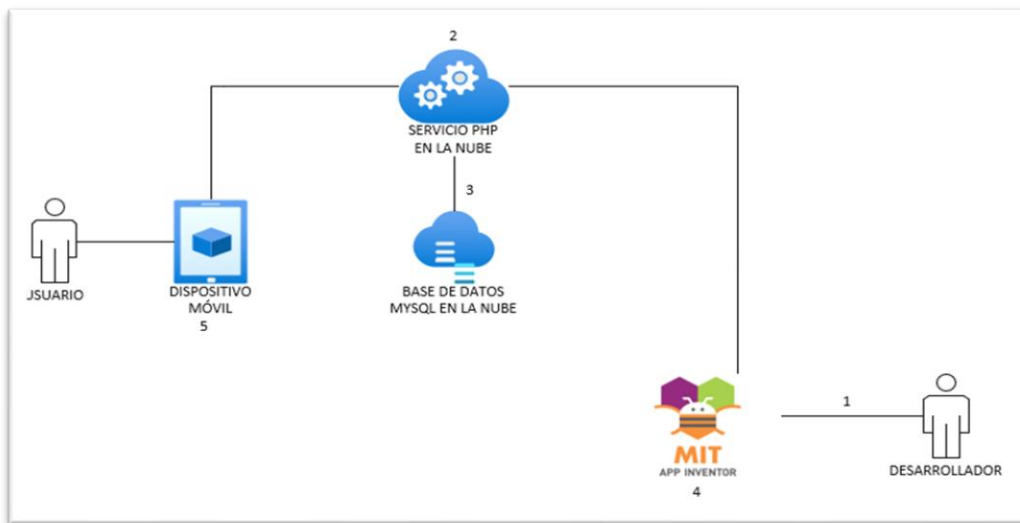 2
SERVICIO PHP
EN LA NUBE
3
JSUARIO
DISPOSITIVO
MÓVIL
5
BASE DE DATOS
MYSQL EN LA NUBE
1
MIT
APP INVENTOR
4
DESARROLLADOR